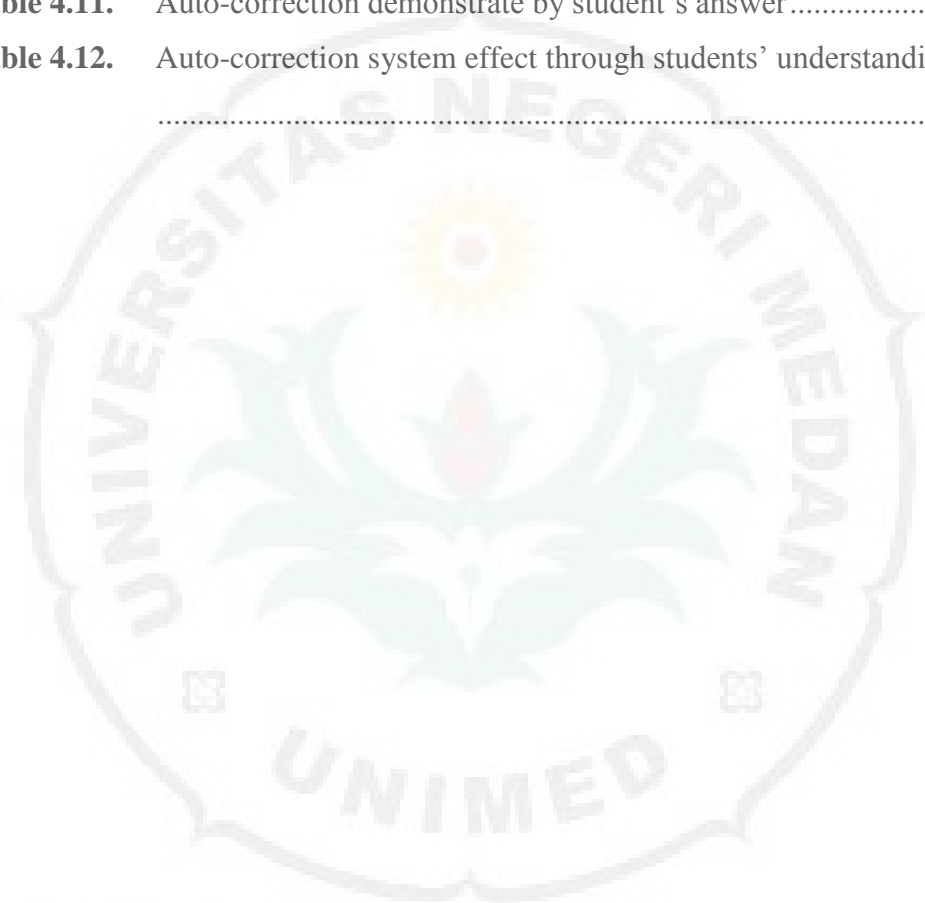 ble 4.11. Auto-correction demonstrate by student's answer.................
ble 4.12. Auto-correction system effect through students' understandi
................................................................................................
UNIVERSITAS NEGERI MEDAN
UNIMED